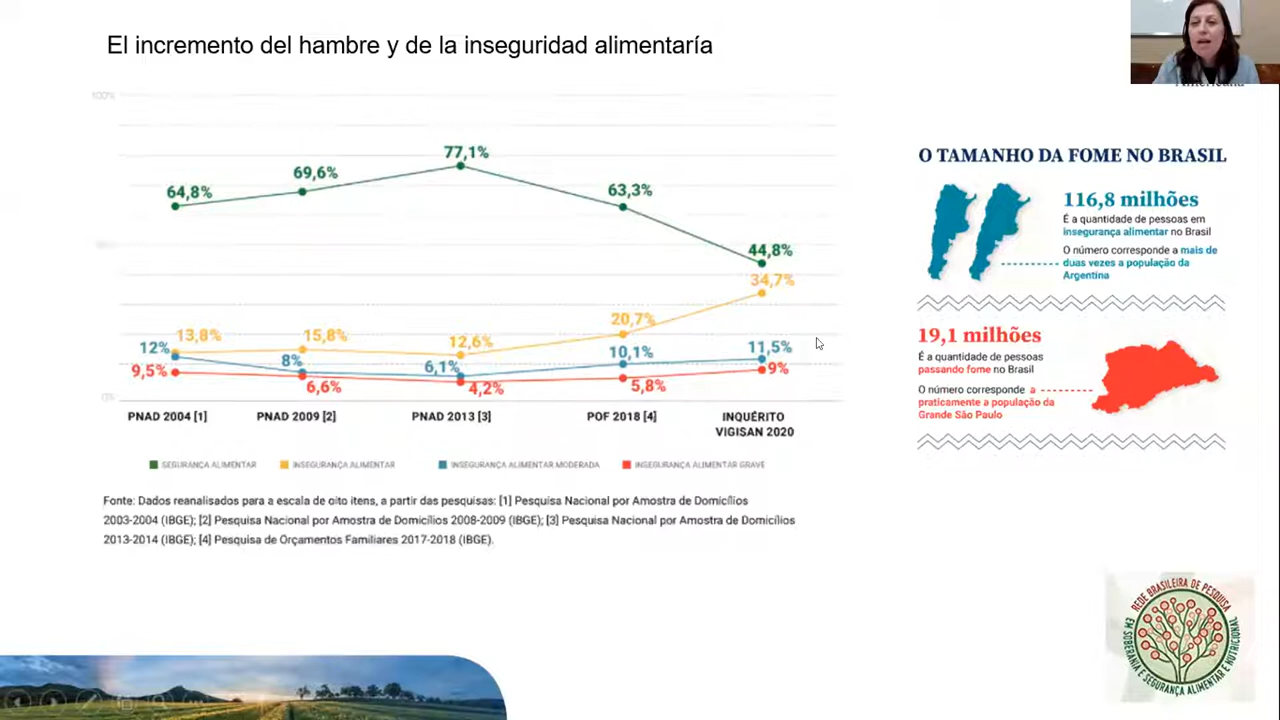 El incremento del hambre y de la inseguridad alimentaría
100%
77,1%
69,6%
64,8%
63,3%
44,8%
34,7%
20,7%
13,8%
15,8%
12,6%
12%
8%
6,1%
10,1%
11,5%
9,5%
6,6%
4,2%
5,8%
9%
0%
PNAD 2004 [1]
PNAD 2009 [2]
PNAD 2013 [3]
POF 2018 [4]
INQUÉRITO
VIGISAN 2020
SEGURANÇA ALIMENTAR
INSEGURANÇA ALIMENTAR
INSEGURANÇA ALIMENTAR MODERADA
INSEGURANÇA ALIMENTAR GRAVE
Fonte: Dados reanalisados para a escala de oito itens, a partir das pesquisas: [1] Pesquisa Nacional por Amostra de Domicílios
2003-2004 (IBGE); [2] Pesquisa Nacional por Amostra de Domicílios 2008-2009 (IBGE); [3] Pesquisa Nacional por Amostra de Domicílios
2013-2014 (IBGE); [4] Pesquisa de Orçamentos Familiares 2017-2018 (IBGE).
O TAMANHO DA FOME NO BRASIL
116,8 milhões
É a quantidade de pessoas em
insegurança alimentar no Brasil
O número corresponde a mais de
duas vezes a população da
Argentina
19,1 milhões
É a quantidade de pessoas
passando fome no Brasil
O número corresponde a
praticamente a população da
Grande São Paulo
REDE BRASILEIRA DE PESQUISA
EM SOBERANIA E SEGURANÇA ALIMENTAR E NUTRICIONAL